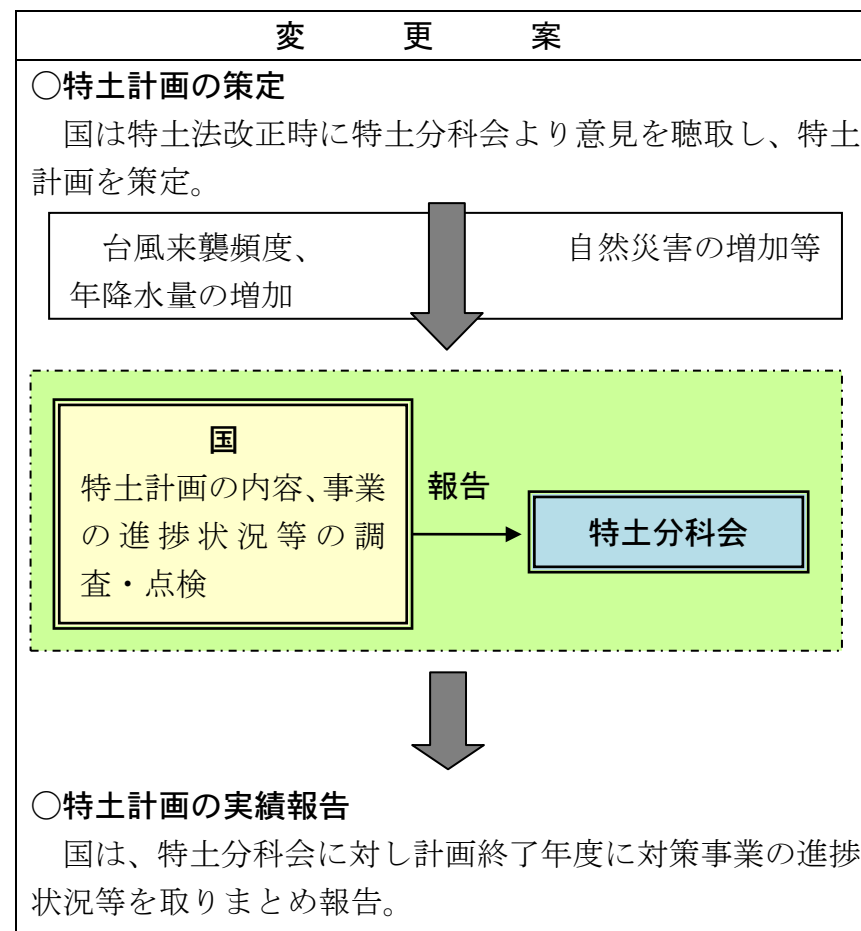 変更案
○特土計画の策定
国は特土法改正時に特土分科会より意見を聴取し、特土
計画を策定。
台風来襲頻度、
年降水量の増加
自然災害の増加等
国
特土計画の内容、事業
の進捗状況等の調
査・点検
報告
特土分科会
○特土計画の実績報告
国は、特土分科会に対し計画終了年度に対策事業の進捗
状況等を取りまとめ報告。